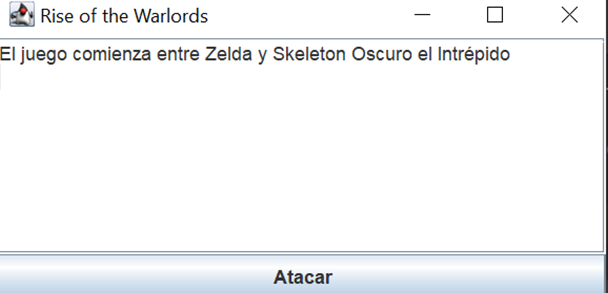 Rise of the Warlords
El juego comienza entre Zelda y Skeleton Oscuro el Intrépido
Atacar